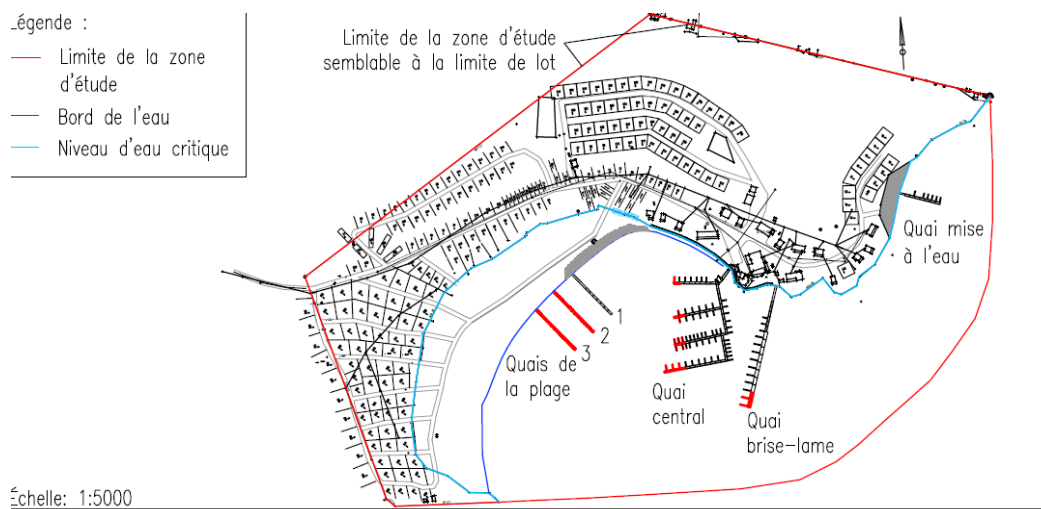 Légende :
Limite de la zone
d'étude
Bord de l'eau
Niveau d'eau critique
Limite de la zone d'étude
semblable à la limite de lot
Quai mise
à l'eau
1
2
3
Quais de
la plage
Quai
central
Quai
brise-lame
Échelle: 1:5000